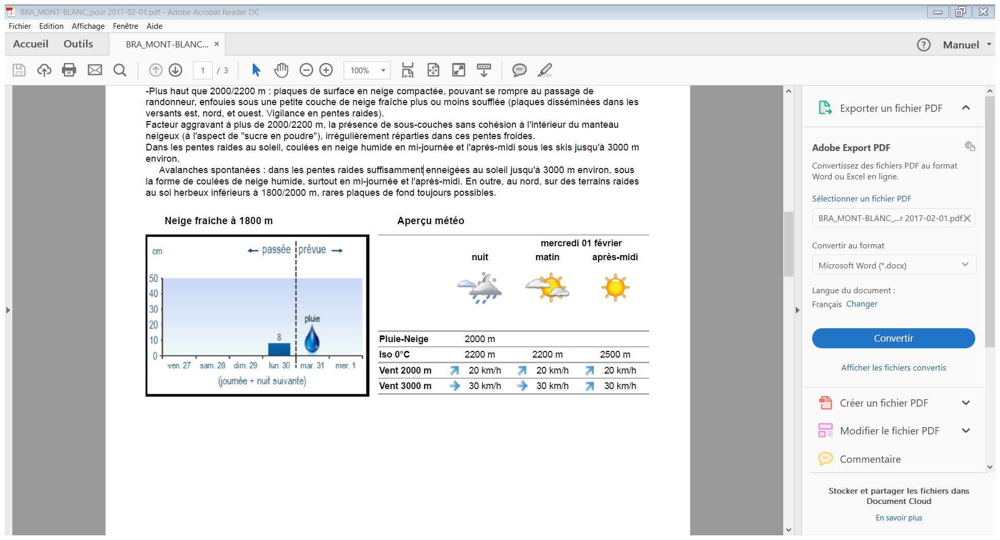 BRA_MONT-BLANC_pour 2017-02-01.pdf - Adobe Acrobat Reader DC
Fichier Edition Affichage Fenêtre Aide
Accueil Outils BRA_MONT-BLANC... × ? Manuel
1 / 3 100%
-Plus haut que 2000/2200 m : plaques de surface en neige compactée, pouvant se rompre au passage de
randonneur, enfouies sous une petite couche de neige fraîche plus ou moins soufflée (plaques disséminées dans les
versants est, nord, et ouest. Vigilance en pentes raides).
Facteur aggravant à plus de 2000/2200 m, la présence de sous-couches sans cohésion à l'intérieur du manteau
neigeux (à l'aspect de "sucre en poudre"), irrégulièrement réparties dans ces pentes froides.
Dans les pentes raides au soleil, coulées en neige humide en mi-journée et l'après-midi sous les skis jusqu'à 3000 m
environ.
Avalanches spontanées : dans les pentes raides suffisamment enneigées au soleil jusqu'à 3000 m environ, sous
la forme de coulées de neige humide, surtout en mi-journée et l'après-midi. En outre, au nord, sur des terrains raides
au sol herbeux inférieurs à 1800/2000 m, rares plaques de fond toujours possibles.
Neige fraîche à 1800 m
cm
passée prévue
50
40
30
20
10
0
8
pluie
ven. 27 sam. 28 dim. 29 lun. 30 mar. 31 mer. 1
(journée + nuit suivante)
Aperçu météo
mercredi 01 février
nuit matin après-midi
Pluie-Neige 2000 m
Iso 0°C 2200 m 2200 m 2500 m
Vent 2000 m 20 km/h 20 km/h 20 km/h
Vent 3000 m 30 km/h 30 km/h 30 km/h
Exporter un fichier PDF
Adobe Export PDF
Convertissez des fichiers PDF au format
Word ou Excel en ligne.
Sélectionner un fichier PDF
BRA_MONT-BLANC_...r 2017-02-01.pdf
Convertir au format
Microsoft Word (*.docx)
Langue du document :
Français Changer
Convertir
Afficher les fichiers convertis
Créer un fichier PDF
Modifier le fichier PDF
Commentaire
Stocker et partager les fichiers dans
Document Cloud
En savoir plus